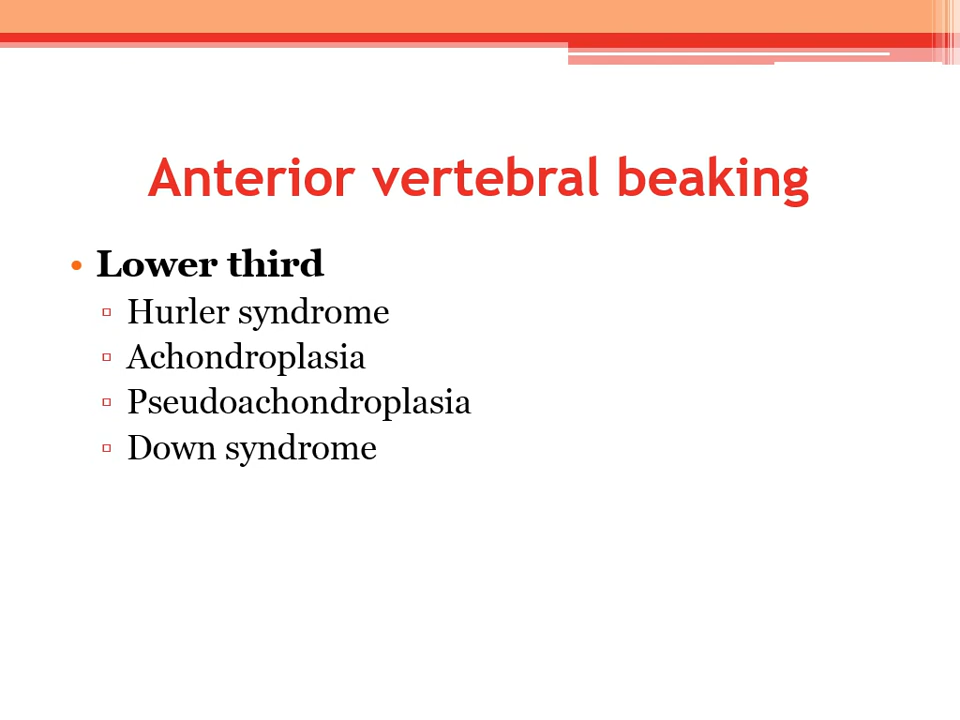 Anterior vertebral beaking
• Lower third
▫ Hurler syndrome
▫ Achondroplasia
▫ Pseudoachondroplasia
▫ Down syndrome